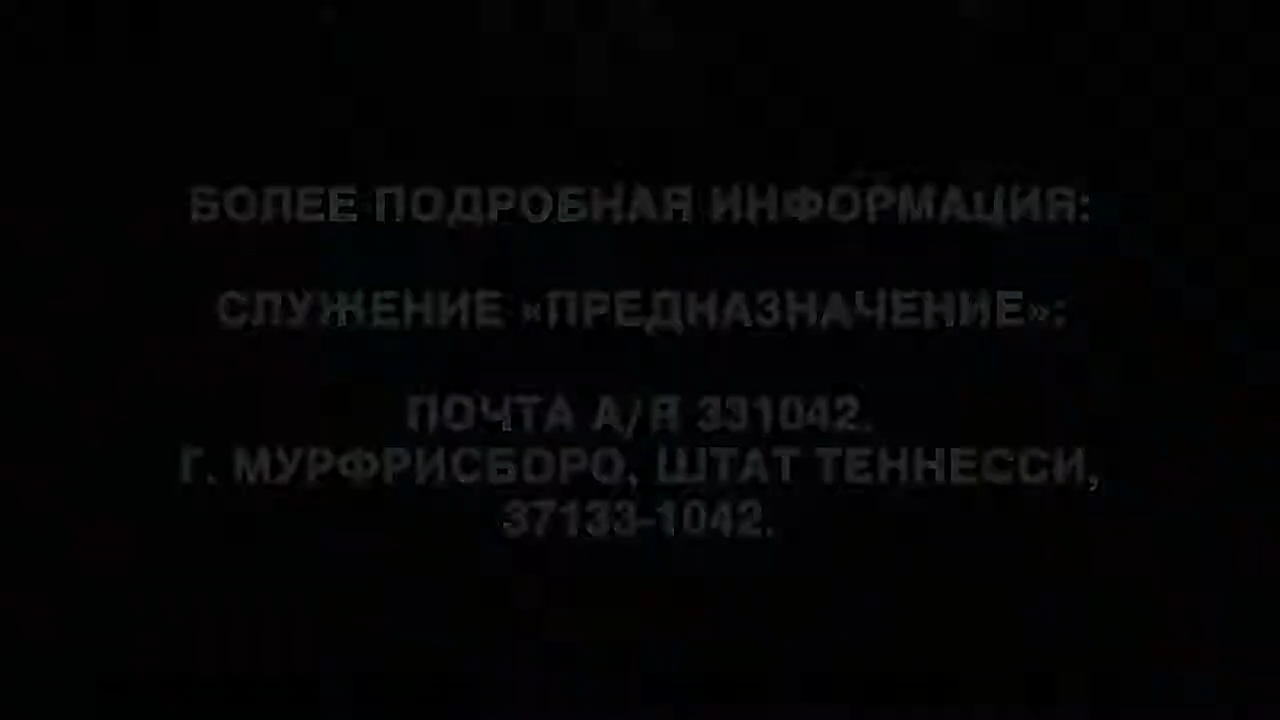 БОЛЕЕ ПОДРОБНАЯ ИНФОРМАЦИЯ:
СЛУЖЕНИЕ «ПРЕДНАЗНАЧЕНИЕ»:
ПОЧТА А/Я 331042.
Г. МУРФРИСБОРО, ШТАТ ТЕННЕССИ,
37133-1042.